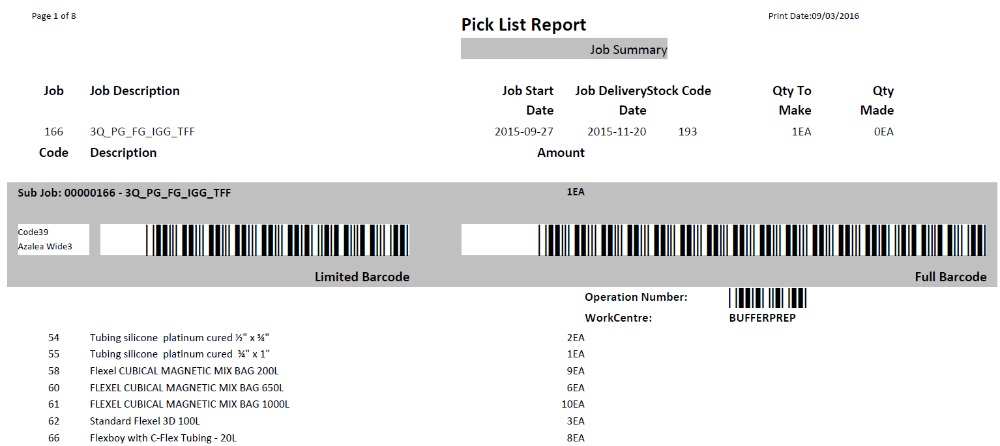 Page 1 of 8
Print Date:09/03/2016
Pick List Report
Job Summary
Job Job Description Job Start Job DeliveryStock Code Qty To Qty
Date Date Make Made
166 3Q_PG_FG_IGG_TFF 2015-09-27 2015-11-20 193 1EA 0EA
Code Description Amount
Sub Job: 00000166 - 3Q_PG_FG_IGG_TFF 1EA
Code39
Azalea Wide3
Limited Barcode Full Barcode
Operation Number:
WorkCentre: BUFFERPREP
54 Tubing silicone  platinum cured ½" x ¾" 2EA
55 Tubing silicone  platinum cured  ¾" x 1" 1EA
58 Flexel CUBICAL MAGNETIC MIX BAG 200L 9EA
60 FLEXEL CUBICAL MAGNETIC MIX BAG 650L 6EA
61 FLEXEL CUBICAL MAGNETIC MIX BAG 1000L 10EA
62 Standard Flexel 3D 100L 3EA
66 Flexboy with C-Flex Tubing - 20L 8EA